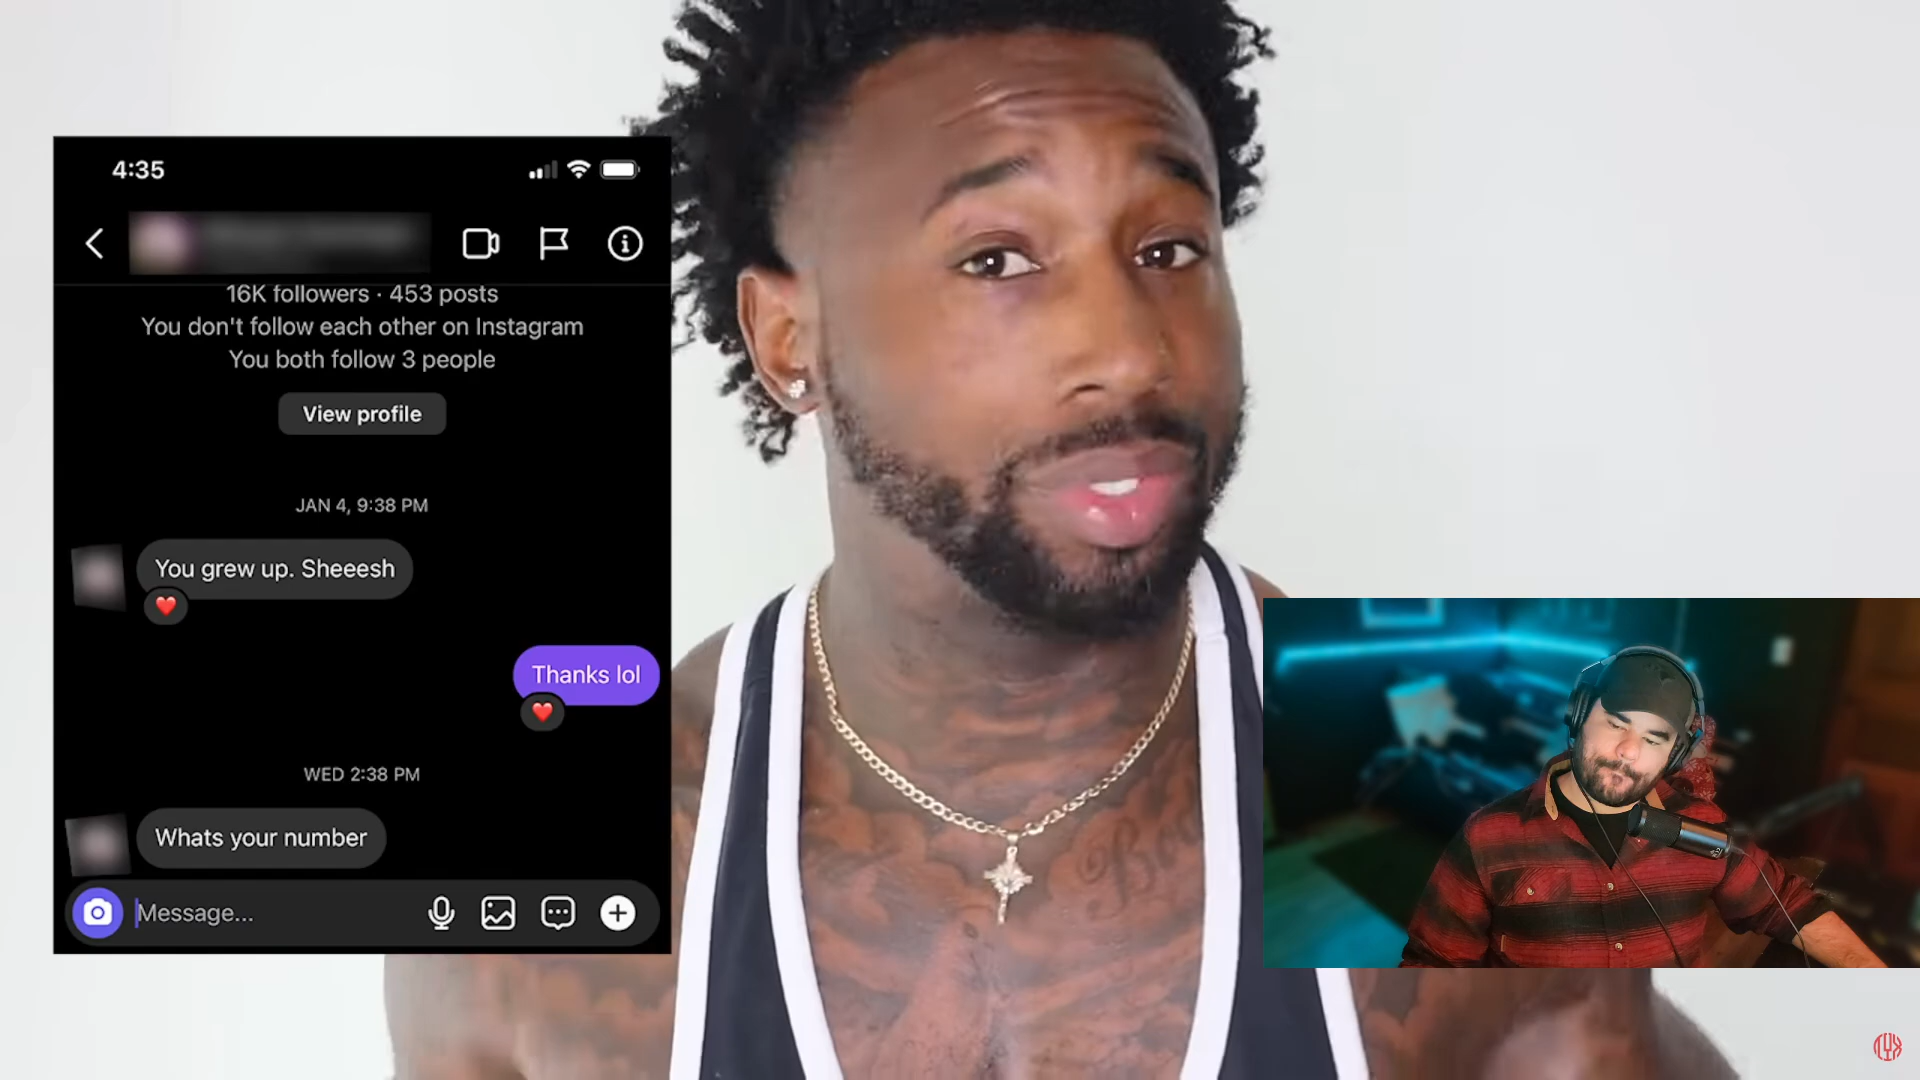 4:35
16K followers · 453 posts
You don't follow each other on Instagram
You both follow 3 people
View profile
JAN 4, 9:38 PM
You grew up. Sheeesh
Thanks lol
WED 2:38 PM
Whats your number
Message...